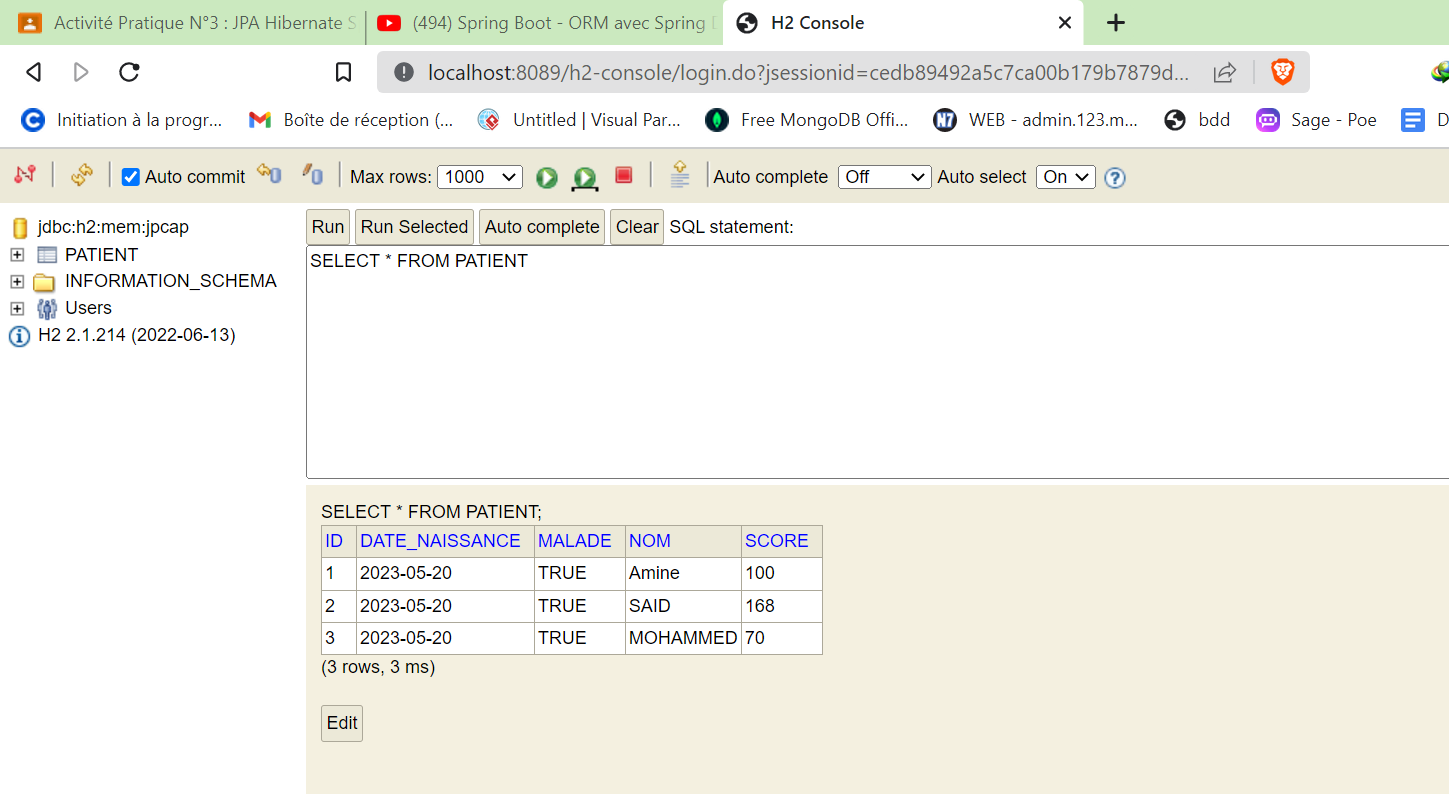 Activité Pratique N°3 : JPA Hibernate S
(494) Spring Boot - ORM avec Spring D
H2 Console
localhost:8089/h2-console/login.do?jsessionid=cedb89492a5c7ca00b179b7879d...
Initiation à la progr...
Boîte de réception (...
Untitled | Visual Par...
Free MongoDB Offi...
N7 WEB - admin.123.m...
bdd
Sage - Poe
D
Auto commit Max rows: 1000 Auto complete Off Auto select On
jdbc:h2:mem:jpcap
PATIENT
INFORMATION_SCHEMA
Users
H2 2.1.214 (2022-06-13)
Run Run Selected Auto complete Clear SQL statement:
SELECT * FROM PATIENT
SELECT * FROM PATIENT;
ID DATE_NAISSANCE MALADE NOM SCORE
1 2023-05-20 TRUE Amine 100
2 2023-05-20 TRUE SAID 168
3 2023-05-20 TRUE MOHAMMED 70
(3 rows, 3 ms)
Edit